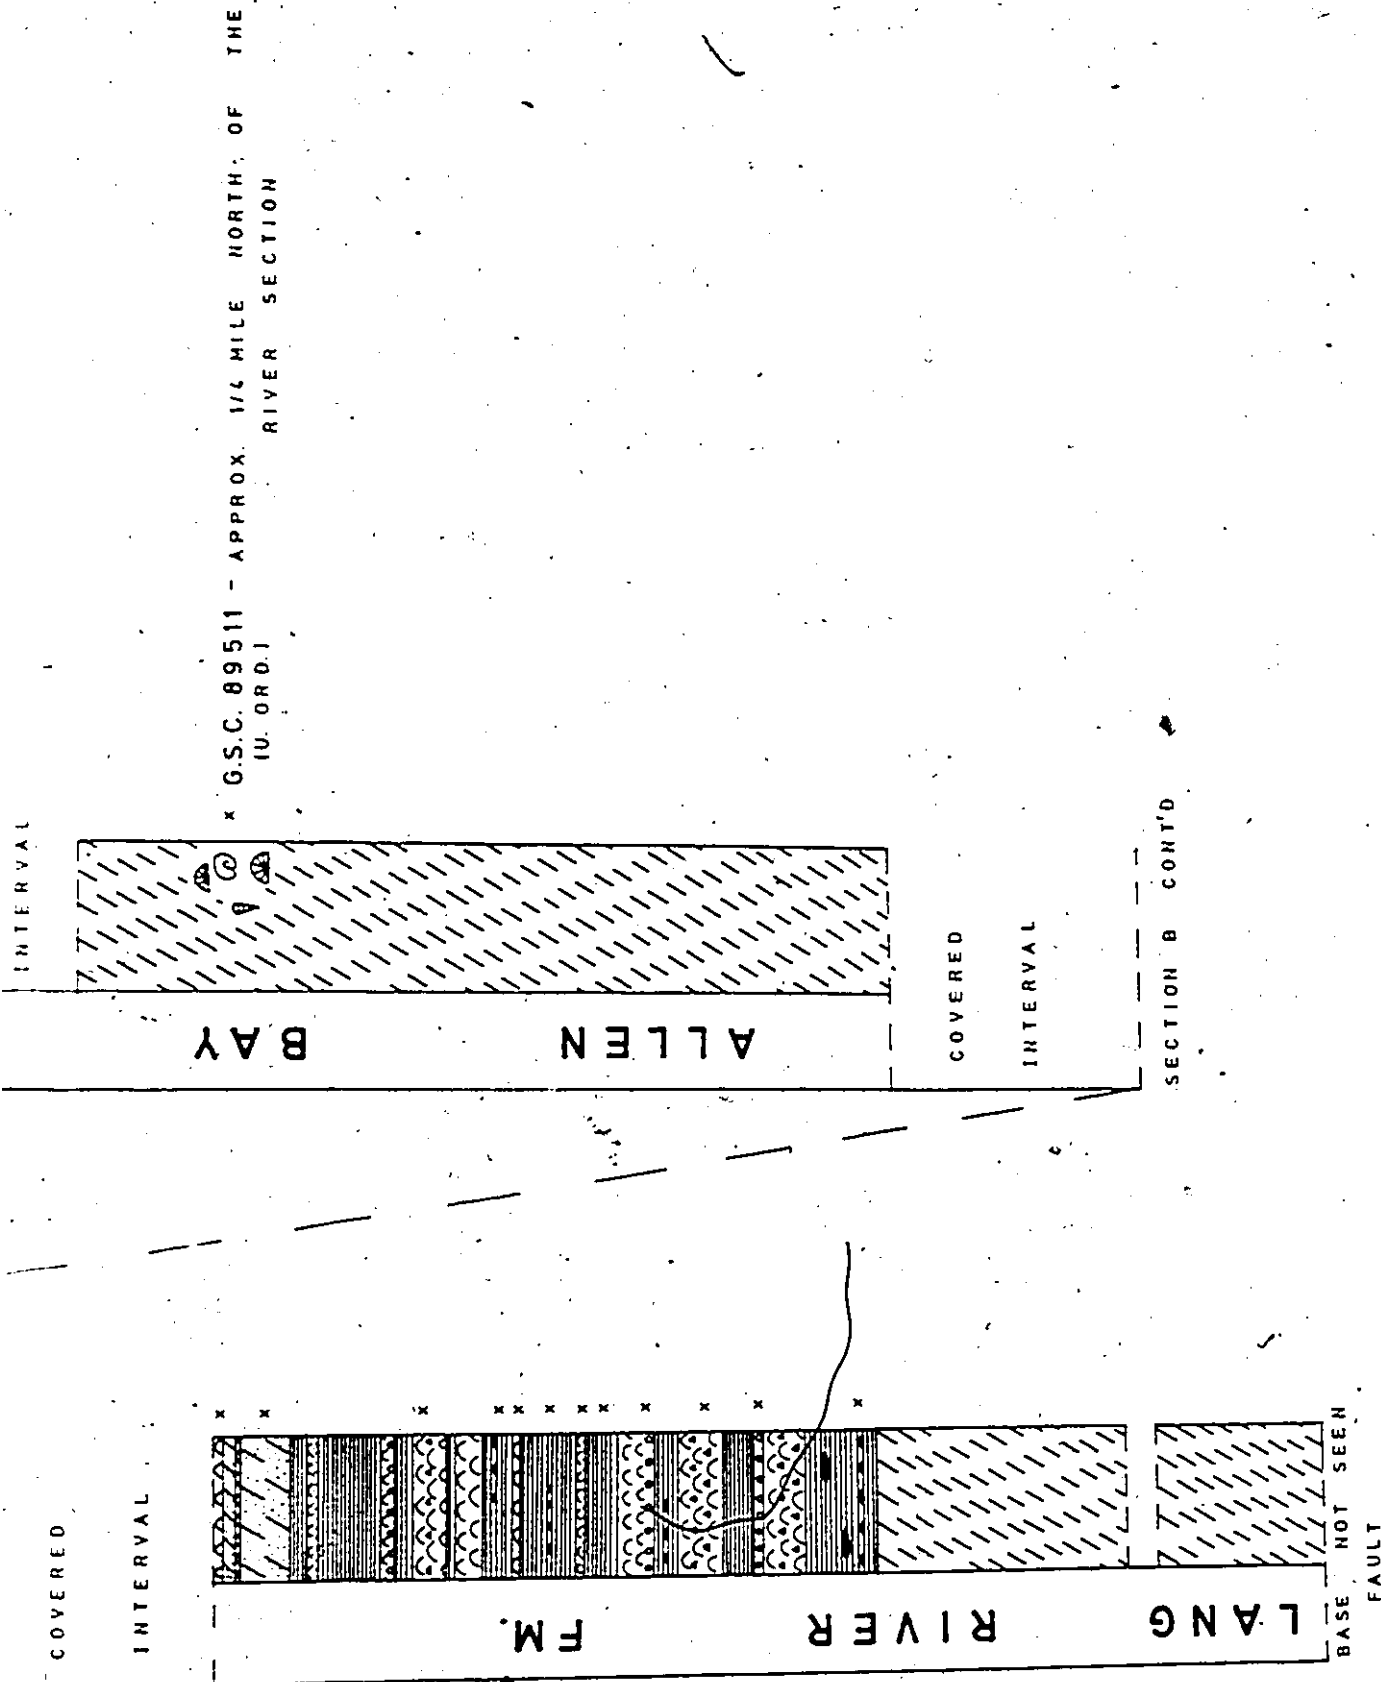 INTERVAL
x G.S.C. 89511 - APPROX. 1/4 MILE NORTH OF THE
(U. ORD.)
RIVER SECTION
ALLEN BAY
COVERED
INTERVAL
SECTION B CONT'D
COVERED
INTERVAL
LANG RIVER FM.
BASE NOT SEEN
FAULT